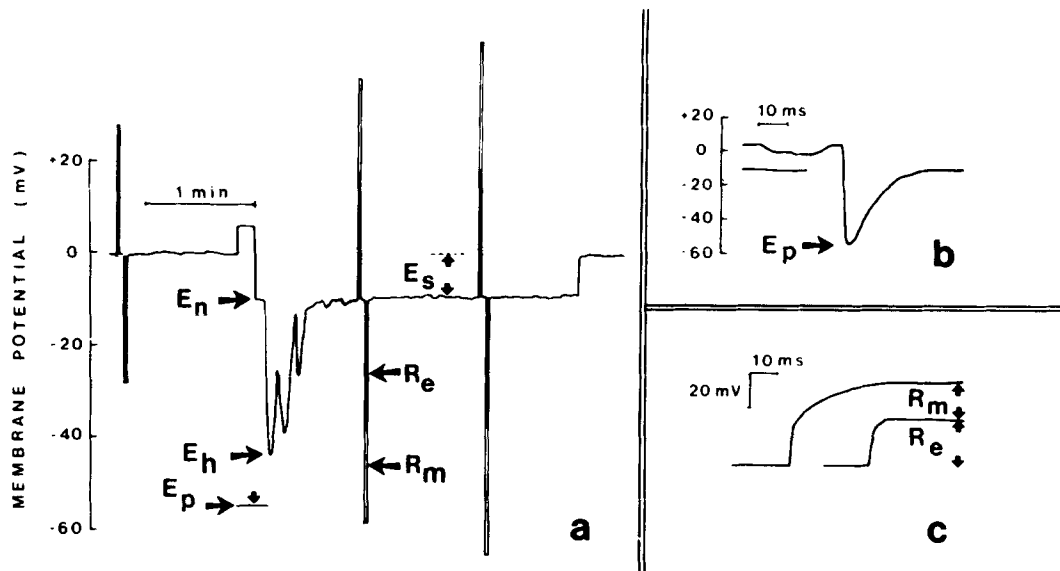 MEMBRANE POTENTIAL (mV)
+20
0
-20
-40
-60
1 min
En
Es
Eh
Ep
Re
Rm
a
10 ms
+20
0
-20
-40
-60
Ep
b
10 ms
20 mV
Rm
Re
c